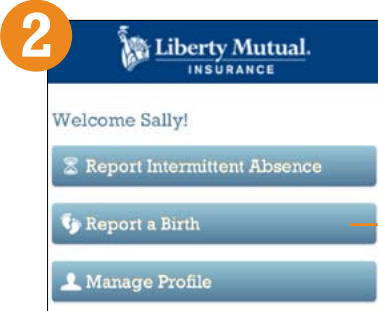 2
Liberty Mutual.
INSURANCE
Welcome Sally!
Report Intermittent Absence
Report a Birth
Manage Profile